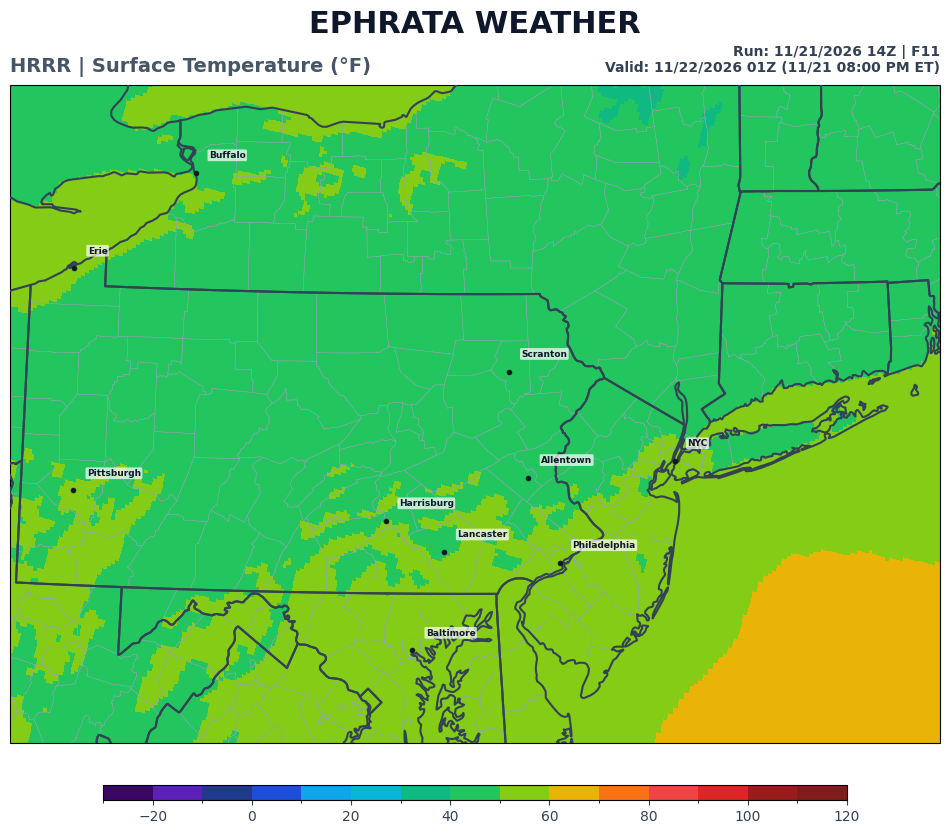 EPHRATA WEATHER
HRRR | Surface Temperature (°F)
Run: 11/21/2026 14Z | F11
Valid: 11/22/2026 01Z (11/21 08:00 PM ET)
Buffalo
Erie
Scranton
NYC
Allentown
Pittsburgh
Harrisburg
Lancaster
Philadelphia
Baltimore
−20 0 20 40 60 80 100 120